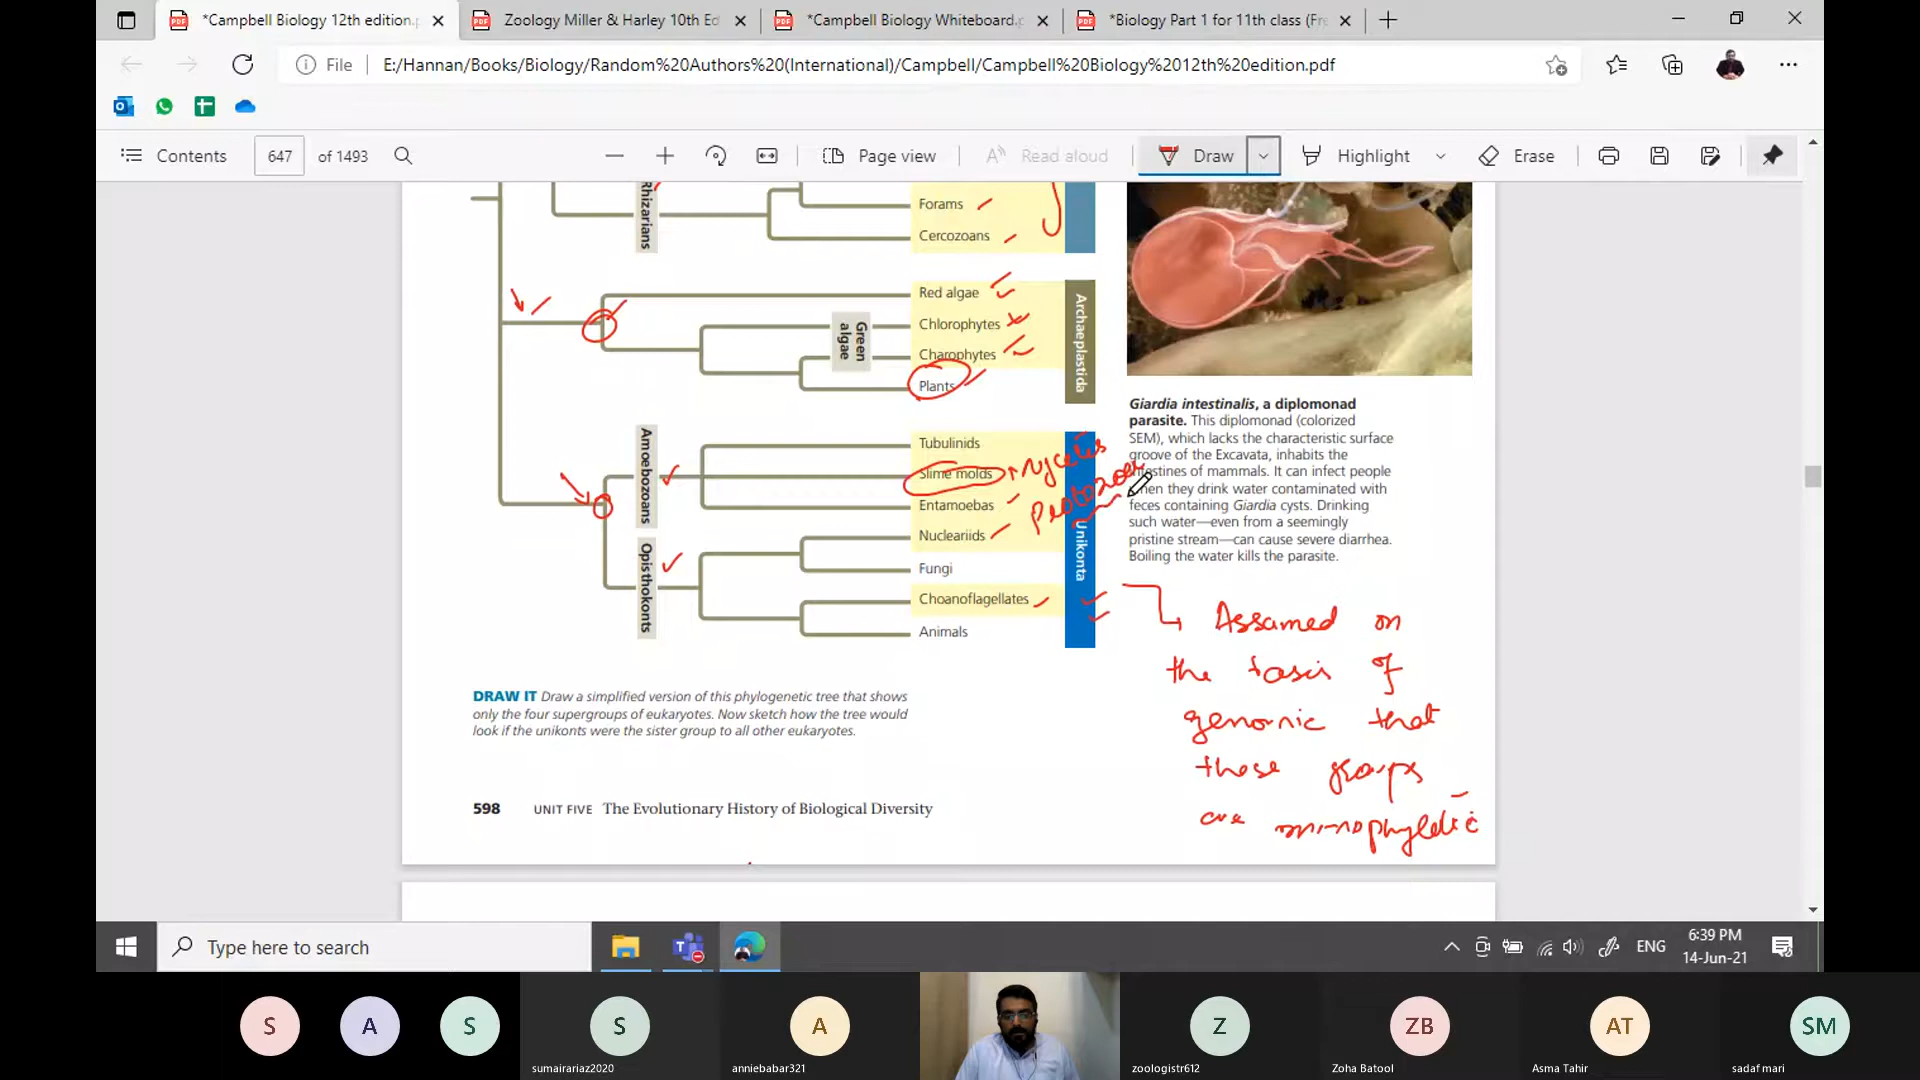 *Campbell Biology 12th edition.p
Zoology Miller & Harley 10th Ed
*Campbell Biology Whiteboard.p
*Biology Part 1 for 11th class (Fre
File
E:/Hannan/Books/Biology/Random%20Authors%20(International)/Campbell/Campbell%20Biology%2012th%20edition.pdf
Contents
647 of 1493
Page view
Read aloud
Draw
Highlight
Erase
Rhizarians
Forams
Cercozoans
Red algae
Chlorophytes
Charophytes
Plants
Green
algae
Archaeplastida
Amoebozoans
Tubulinids
Slime molds
Entamoebas
Nucleariids
Fungi
Choanoflagellates
Animals
Opisthokonts
Unikonta
Giardia intestinalis, a diplomonad
parasite. This diplomonad (colorized
SEM), which lacks the characteristic surface
groove of the Excavata, inhabits the
intestines of mammals. It can infect people
when they drink water contaminated with
feces containing Giardia cysts. Drinking
such water—even from a seemingly
pristine stream—can cause severe diarrhea.
Boiling the water kills the parasite.
Assamed on
the basis of
genomic that
these groups
are monophyletic
DRAW IT Draw a simplified version of this phylogenetic tree that shows
only the four supergroups of eukaryotes. Now sketch how the tree would
look if the unikonts were the sister group to all other eukaryotes.
598 UNIT FIVE The Evolutionary History of Biological Diversity
Type here to search
ENG
6:39 PM
14-Jun-21
S
A
S
S
A
Z
ZB
AT
SM
sumairariaz2020
anniebabar321
zoologistr612
Zoha Batool
Asma Tahir
sadaf mari